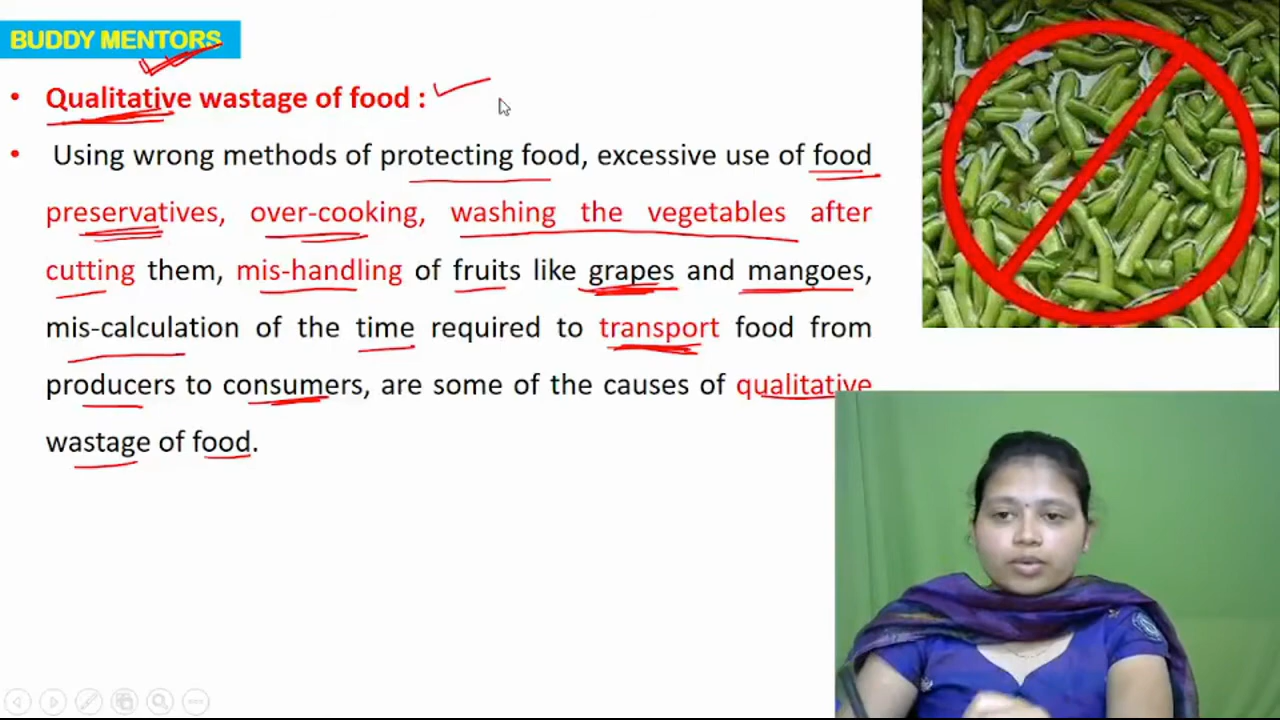 BUDDY MENTORS
• Qualitative wastage of food :
• Using wrong methods of protecting food, excessive use of food
preservatives, over-cooking, washing the vegetables after
cutting them, mis-handling of fruits like grapes and mangoes,
mis-calculation of the time required to transport food from
producers to consumers, are some of the causes of qualitative
wastage of food.